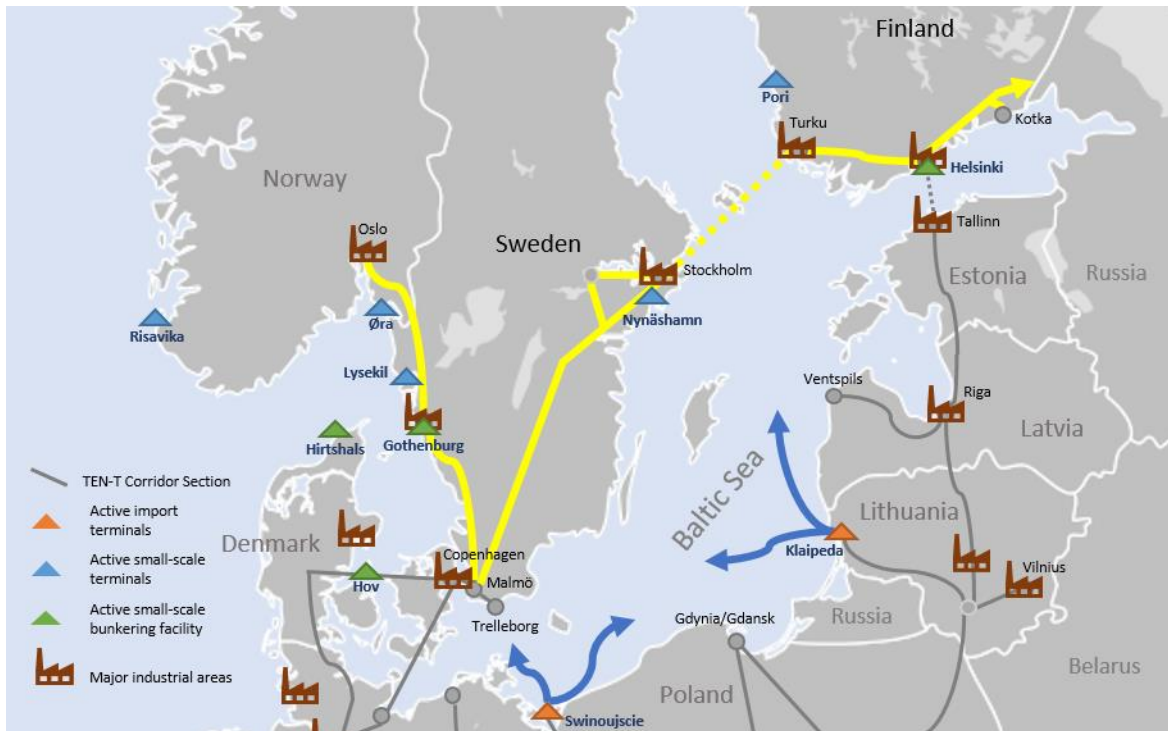 Finland
Pori
Turku
Kotka
Helsinki
Norway
Oslo
Sweden
Tallinn
Stockholm
Estonia
Russia
Risavika
Øra
Nynäshamn
Lysekil
Ventspils
Riga
Latvia
Hirtshals
Gothenburg
TEN-T Corridor Section
Active import
terminals
Baltic Sea
Lithuania
Denmark
Klaipeda
Copenhagen
Vilnius
Active small-scale
terminals
Hov
Malmö
Active small-scale
bunkering facility
Trelleborg
Gdynia/Gdansk
Russia
Belarus
Major industrial areas
Poland
Swinoujscie